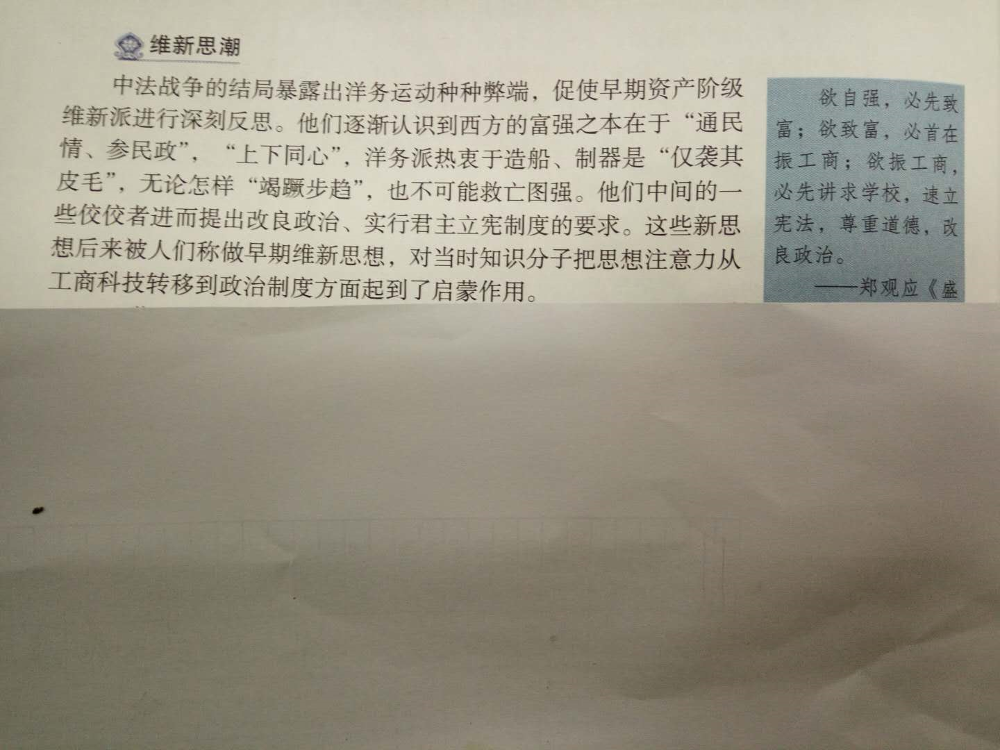 维新思潮
中法战争的结局暴露出洋务运动种种弊端，促使早期资产阶级
维新派进行深刻反思。他们逐渐认识到西方的富强之本在于“通民
情、参民政”，“上下同心”，洋务派热衷于造船、制器是“仅袭其
皮毛”，无论怎样“竭蹶步趋”，也不可能救亡图强。他们中间的一
些佼佼者进而提出改良政治、实行君主立宪制度的要求。这些新思
想后来被人们称做早期维新思想，对当时知识分子把思想注意力从
工商科技转移到政治制度方面起到了启蒙作用。
欲自强，必先致
富；欲致富，必首在
振工商；欲振工商，
必先讲求学校，速立
宪法，尊重道德，改
良政治。
——郑观应《盛